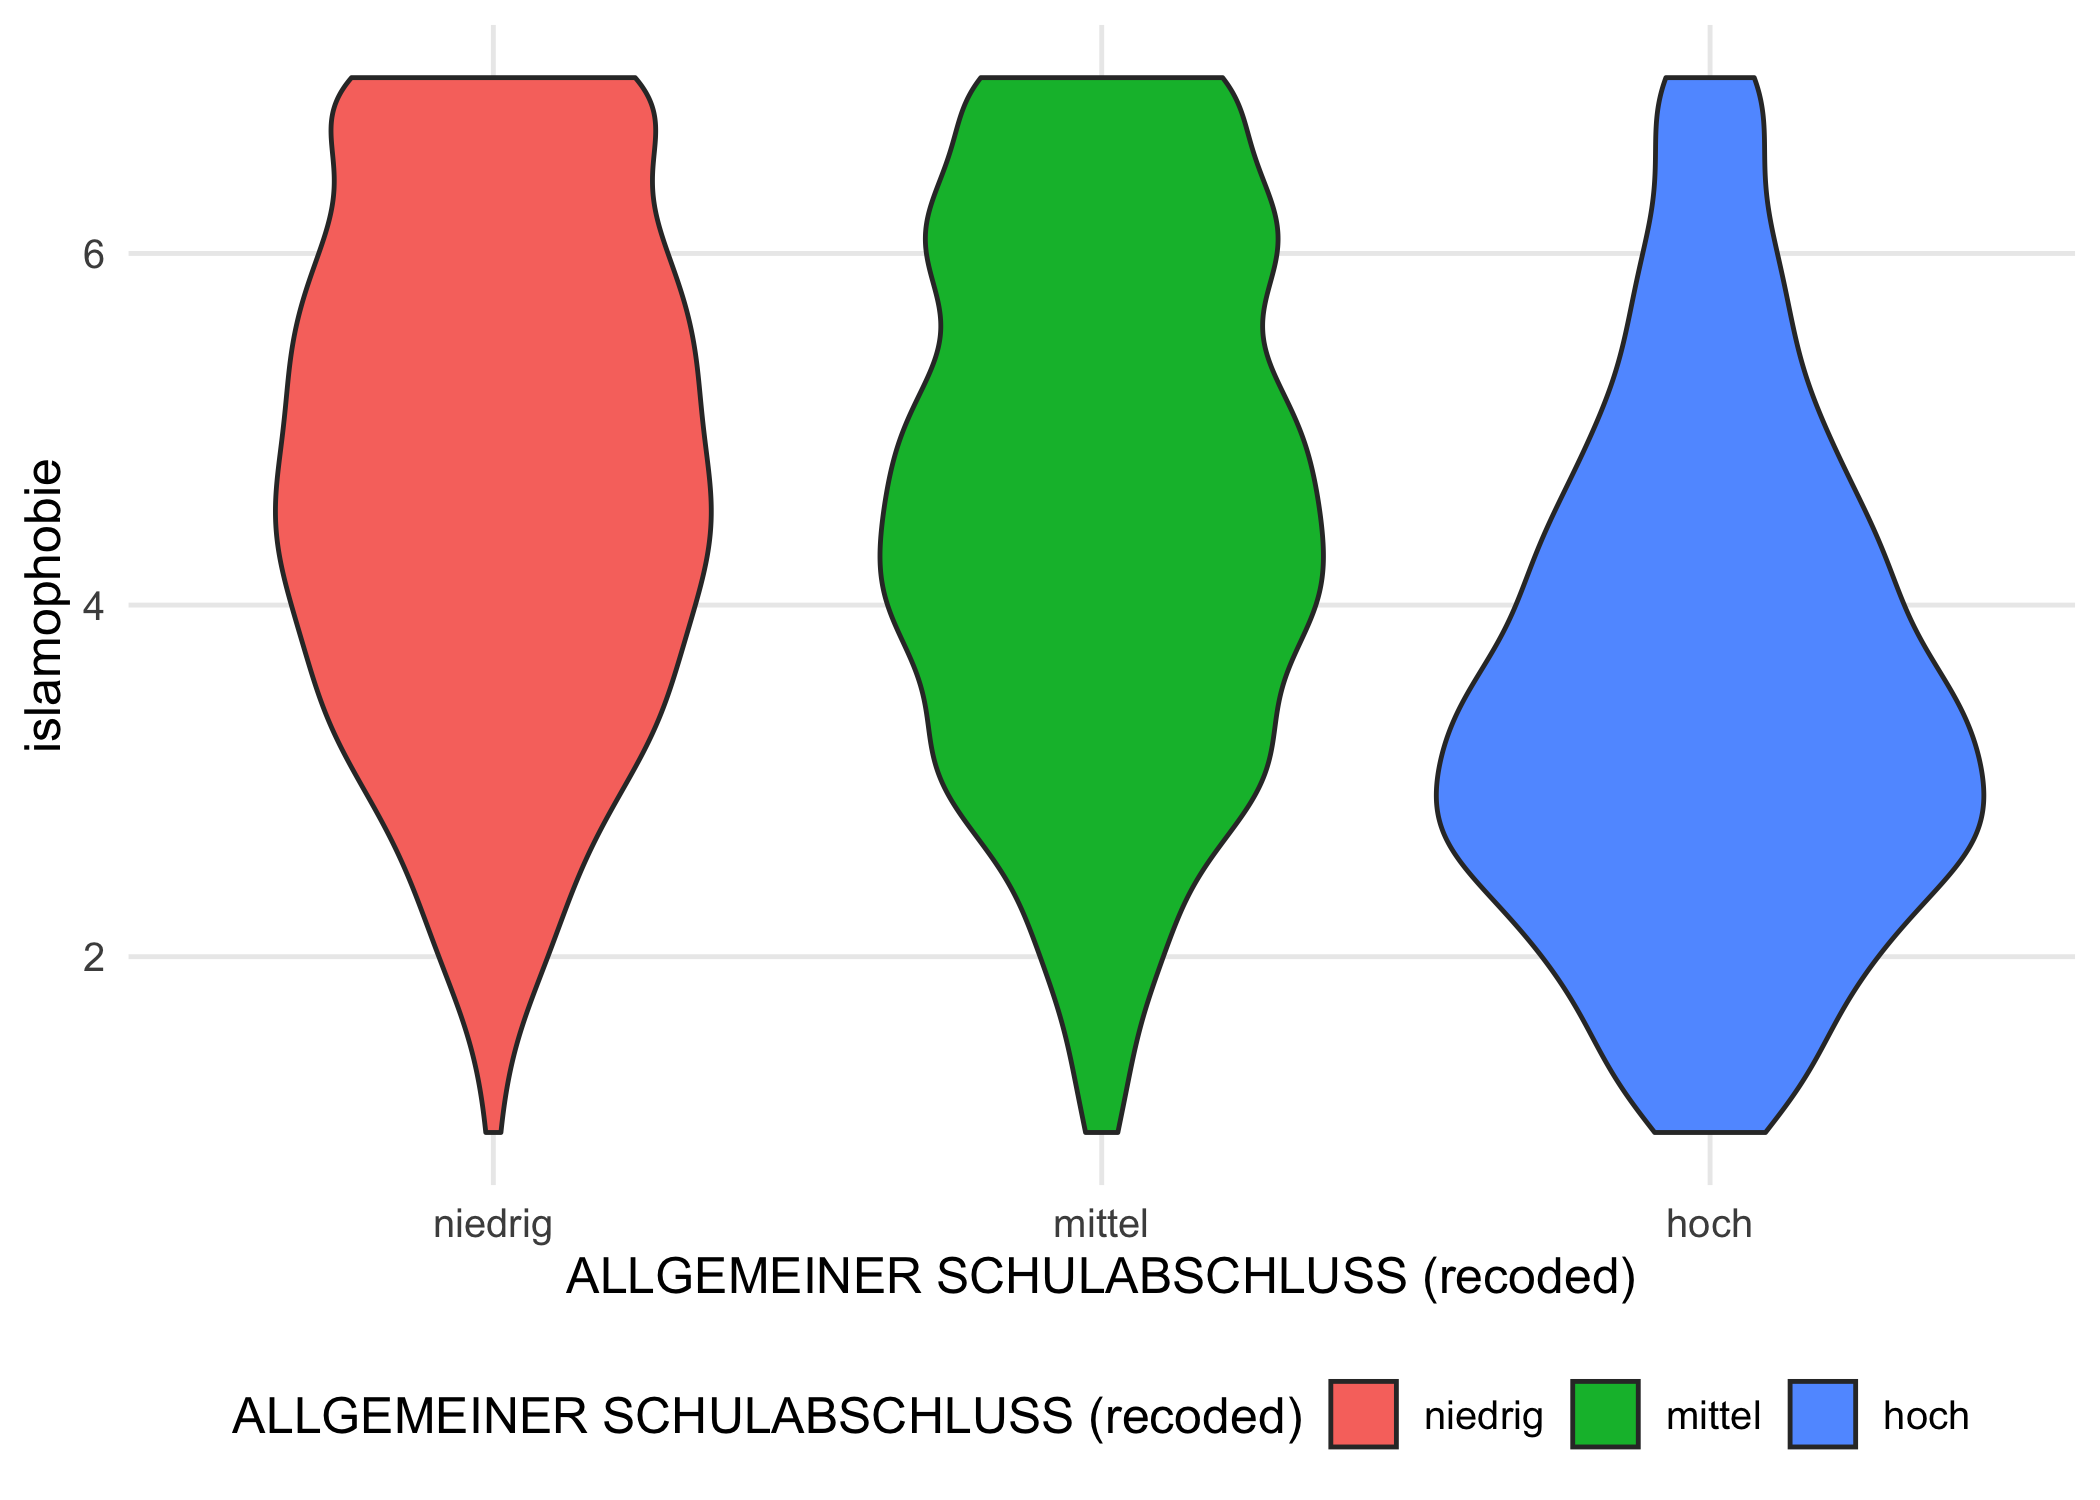 islamophobie
6
4
2
niedrig
mittel
hoch
ALLGEMEINER SCHULABSCHLUSS (recoded)
ALLGEMEINER SCHULABSCHLUSS (recoded) niedrig mittel hoch